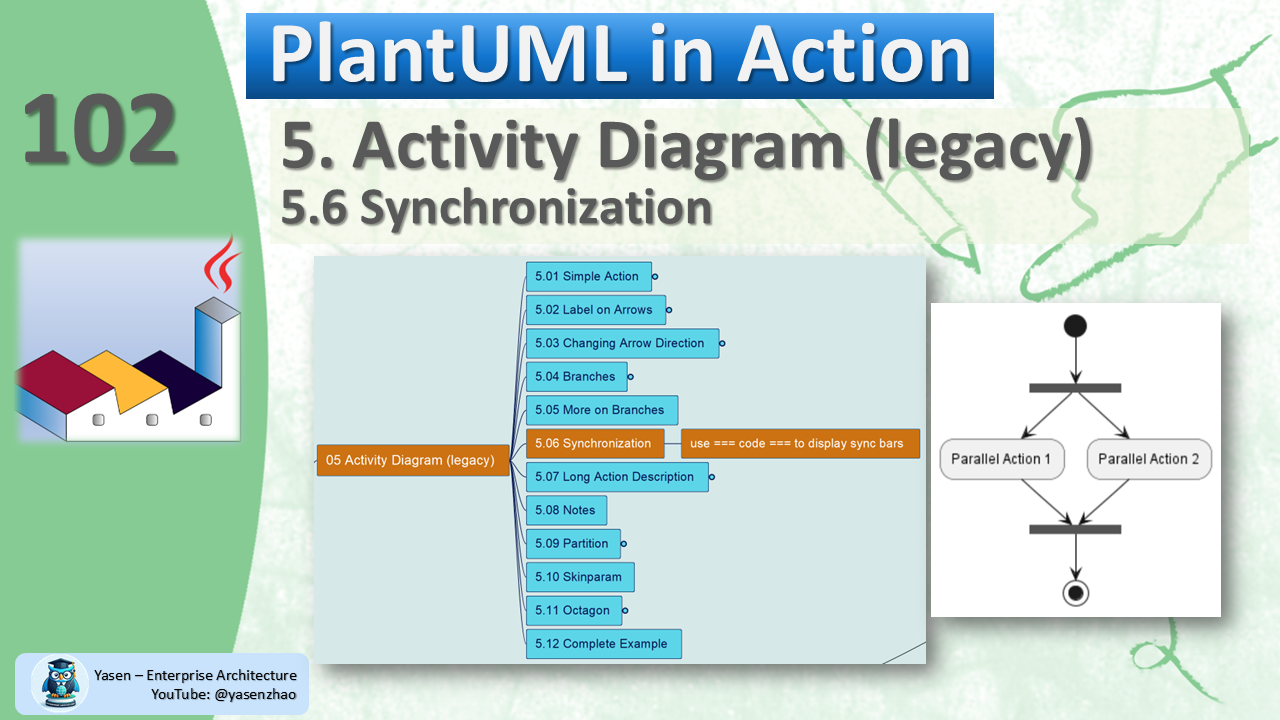 PlantUML in Action
102
5. Activity Diagram (legacy)
5.6 Synchronization
5.01 Simple Action
5.02 Label on Arrows
5.03 Changing Arrow Direction
5.04 Branches
5.05 More on Branches
05 Activity Diagram (legacy)
5.06 Synchronization
use === code === to display sync bars
5.07 Long Action Description
5.08 Notes
5.09 Partition
5.10 Skinparam
5.11 Octagon
5.12 Complete Example
Parallel Action 1
Parallel Action 2
Yasen – Enterprise Architecture
YouTube: @yasenzhao